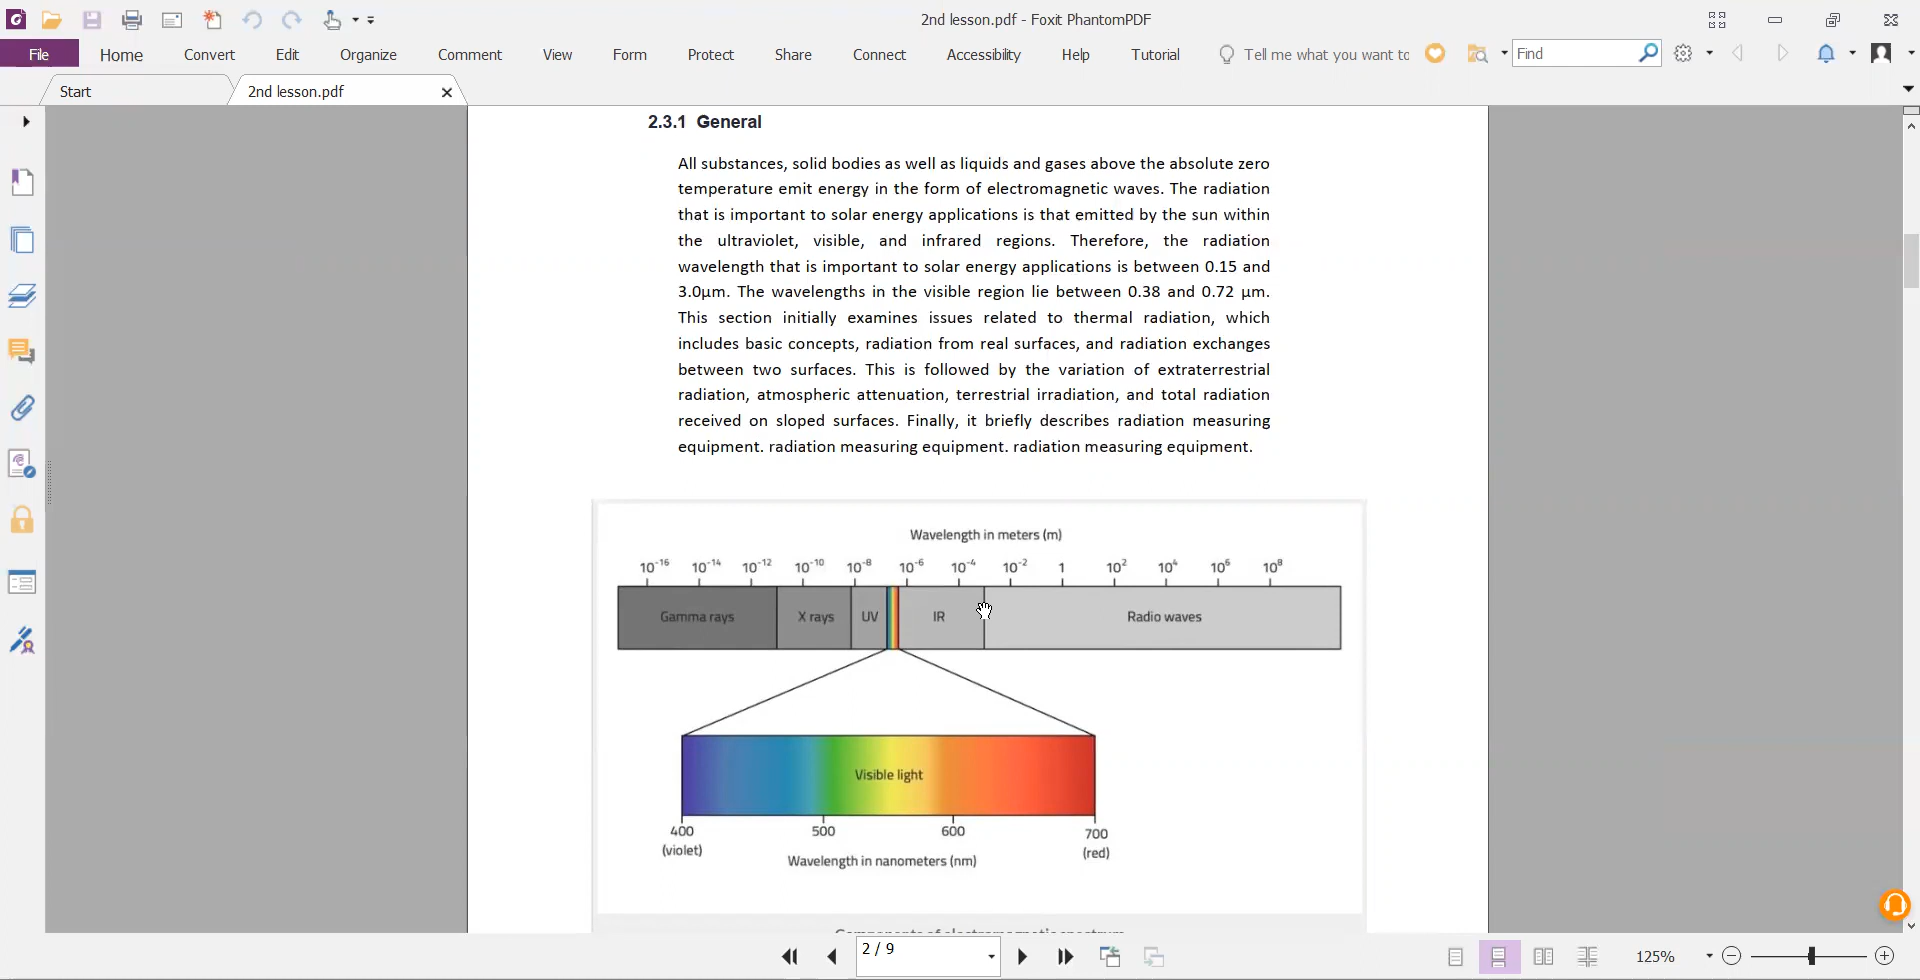 2nd lesson.pdf - Foxit PhantomPDF
File Home Convert Edit Organize Comment View Form Protect Share Connect Accessibility Help Tutorial Tell me what you want to Find
Start 2nd lesson.pdf
2.3.1 General
All substances, solid bodies as well as liquids and gases above the absolute zero
temperature emit energy in the form of electromagnetic waves. The radiation
that is important to solar energy applications is that emitted by the sun within
the ultraviolet, visible, and infrared regions. Therefore, the radiation
wavelength that is important to solar energy applications is between 0.15 and
3.0µm. The wavelengths in the visible region lie between 0.38 and 0.72 µm.
This section initially examines issues related to thermal radiation, which
includes basic concepts, radiation from real surfaces, and radiation exchanges
between two surfaces. This is followed by the variation of extraterrestrial
radiation, atmospheric attenuation, terrestrial irradiation, and total radiation
received on sloped surfaces. Finally, it briefly describes radiation measuring
equipment. radiation measuring equipment. radiation measuring equipment.
Wavelength in meters (m)
10⁻¹⁶ 10⁻¹⁴ 10⁻¹² 10⁻¹⁰ 10⁻⁸ 10⁻⁶ 10⁻⁴ 10⁻² 1 10² 10⁴ 10⁶ 10⁸
Gamma rays X rays UV IR Radio waves
Visible light
400 500 600 700
(violet) (red)
Wavelength in nanometers (nm)
Components of electromagnetic spectrum
2 / 9 125%